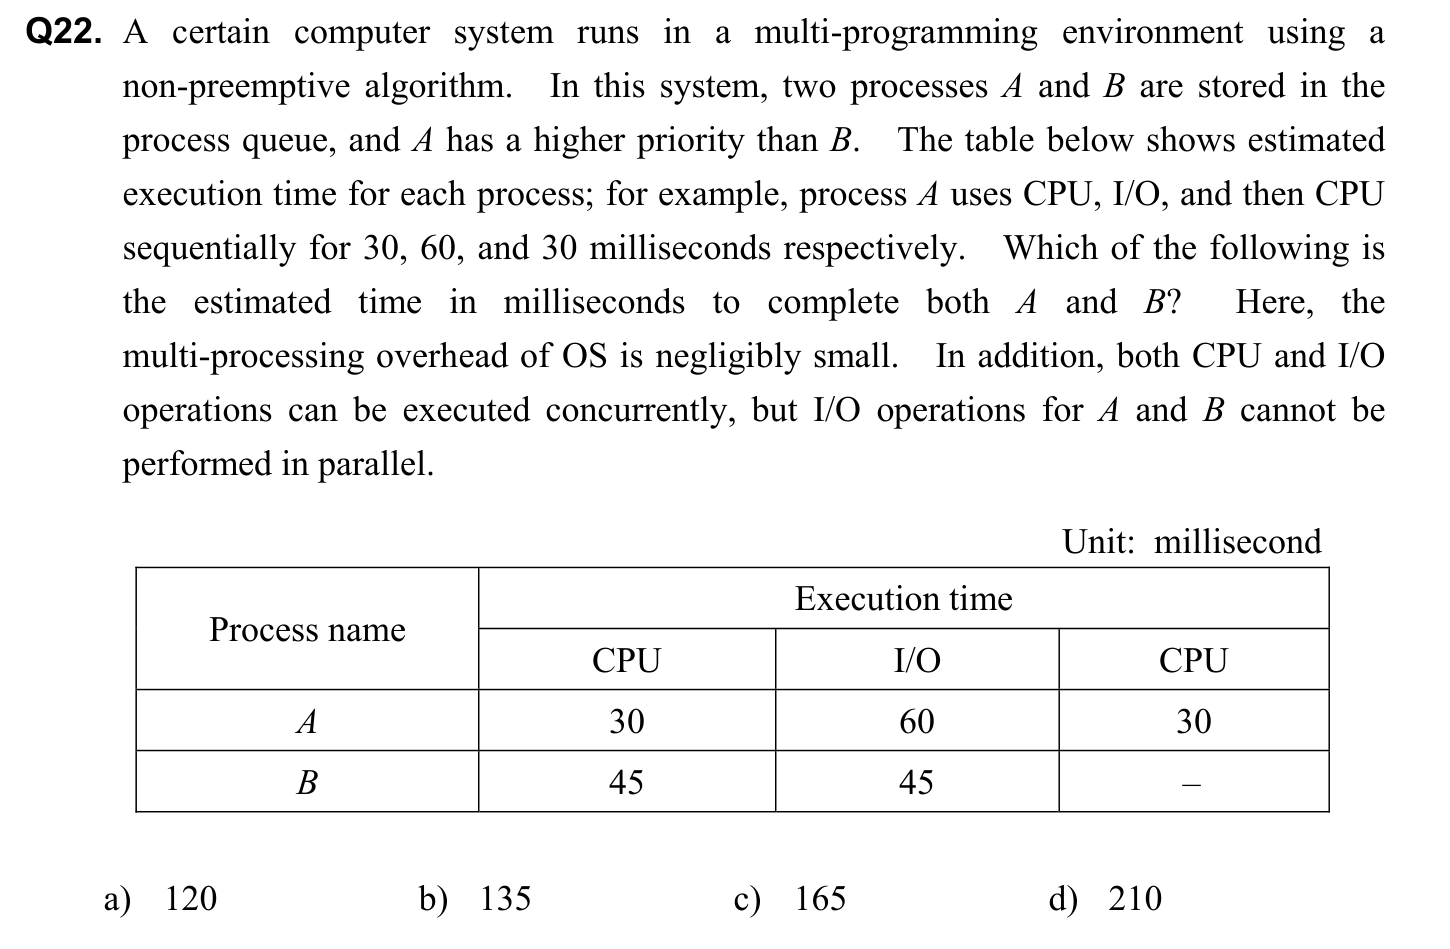 Q22. A certain computer system runs in a multi-programming environment using a
non-preemptive algorithm. In this system, two processes A and B are stored in the
process queue, and A has a higher priority than B. The table below shows estimated
execution time for each process; for example, process A uses CPU, I/O, and then CPU
sequentially for 30, 60, and 30 milliseconds respectively. Which of the following is
the estimated time in milliseconds to complete both A and B? Here, the
multi-processing overhead of OS is negligibly small. In addition, both CPU and I/O
operations can be executed concurrently, but I/O operations for A and B cannot be
performed in parallel.
Unit: millisecond
Process name Execution time
CPU I/O CPU
A 30 60 30
B 45 45 –
a) 120 b) 135 c) 165 d) 210